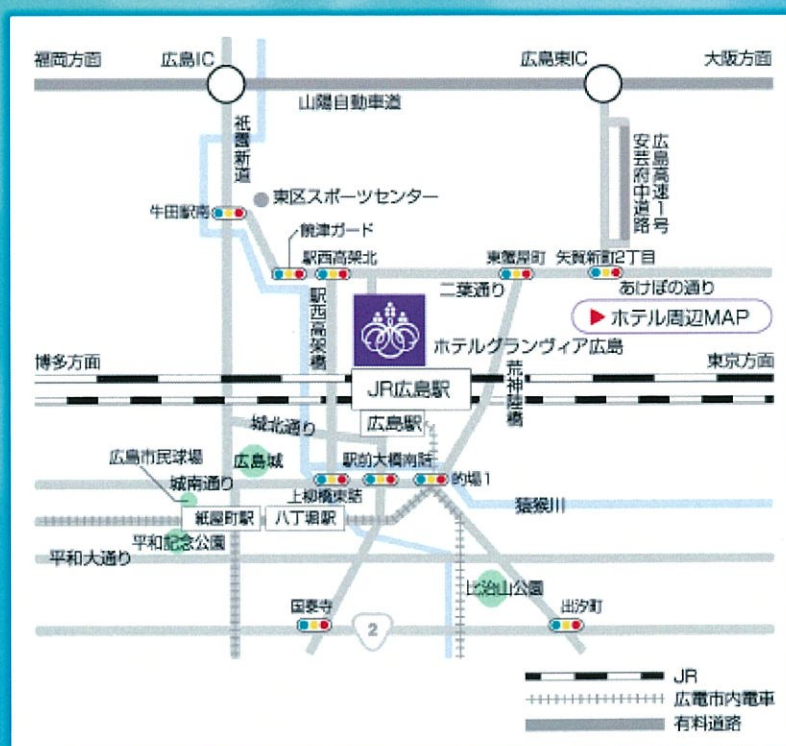 福岡方面
広島IC
広島東IC
大阪方面
山陽自動車道
祇園新道
広島高速1号
安芸府中道路
東区スポーツセンター
牛田駅南
饒津ガード
駅西高架北
東蟹屋町
矢賀新町2丁目
二葉通り
あけぼの通り
駅西高架橋
ホテル周辺MAP
ホテルグランヴィア広島
博多方面
荒神陸橋
東京方面
JR広島駅
城北通り
広島駅
広島市民球場
広島城
駅前大橋南詰
城南通り
的場1
上柳橋東詰
猿猴川
紙屋町駅
八丁堀駅
平和記念公園
平和大通り
比治山公園
国泰寺
2
出汐町
JR
広電市内電車
有料道路